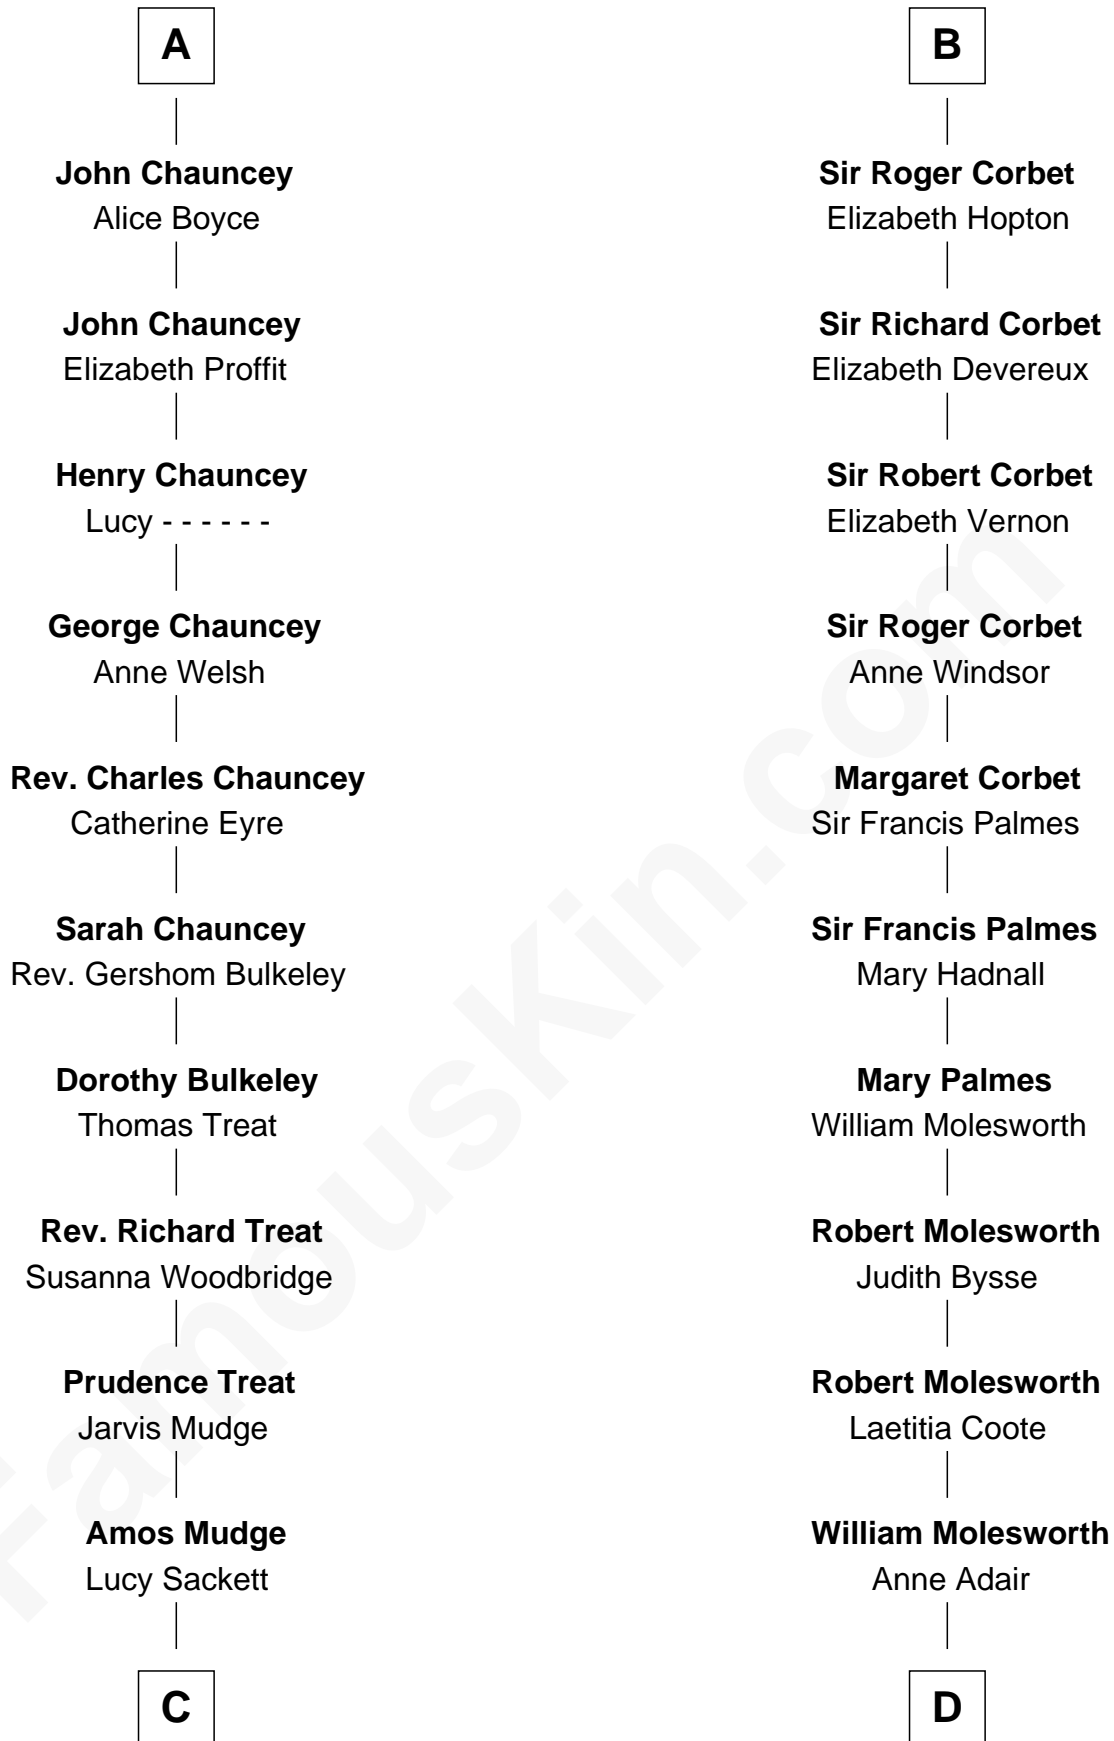 A
John Chauncey
Alice Boyce
John Chauncey
Elizabeth Proffit
Henry Chauncey
Lucy - - - - - -
George Chauncey
Anne Welsh
Rev. Charles Chauncey
Catherine Eyre
Sarah Chauncey
Rev. Gershom Bulkeley
Dorothy Bulkeley
Thomas Treat
Rev. Richard Treat
Susanna Woodbridge
Prudence Treat
Jarvis Mudge
Amos Mudge
Lucy Sackett
C
B
Sir Roger Corbet
Elizabeth Hopton
Sir Richard Corbet
Elizabeth Devereux
Sir Robert Corbet
Elizabeth Vernon
Sir Roger Corbet
Anne Windsor
Margaret Corbet
Sir Francis Palmes
Sir Francis Palmes
Mary Hadnall
Mary Palmes
William Molesworth
Robert Molesworth
Judith Bysse
Robert Molesworth
Laetitia Coote
William Molesworth
Anne Adair
D
FamousKin.com